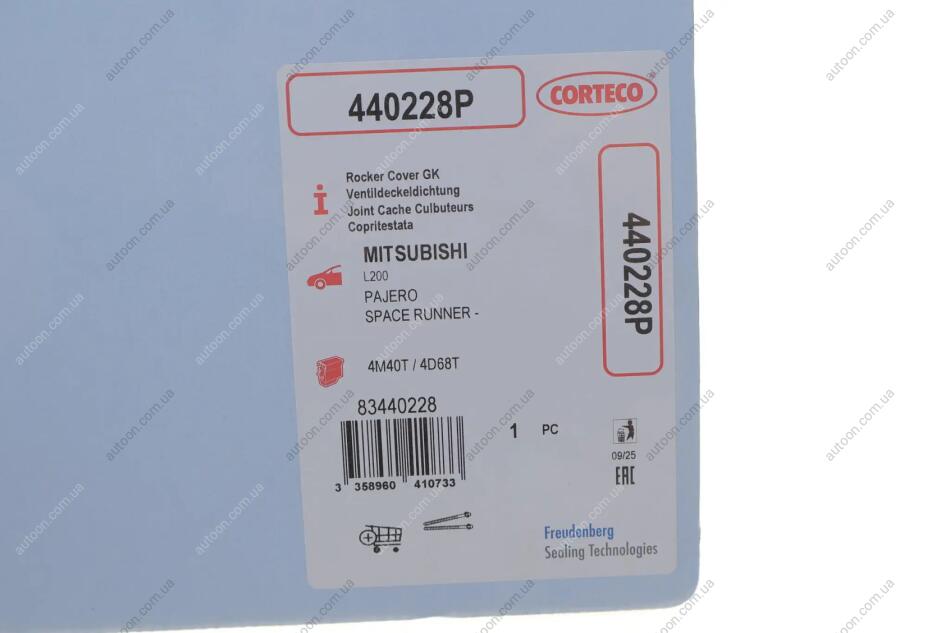 440228P
CORTECO
Rocker Cover GK
Ventildeckeldichtung
Joint Cache Culbuteurs
Copritestata
MITSUBISHI
L200
PAJERO
SPACE RUNNER -
440228P
4M40T / 4D68T
83440228
3 358960 410733
1 PC
09/25
EAC
Freudenberg
Sealing Technologies
autoon.com.ua